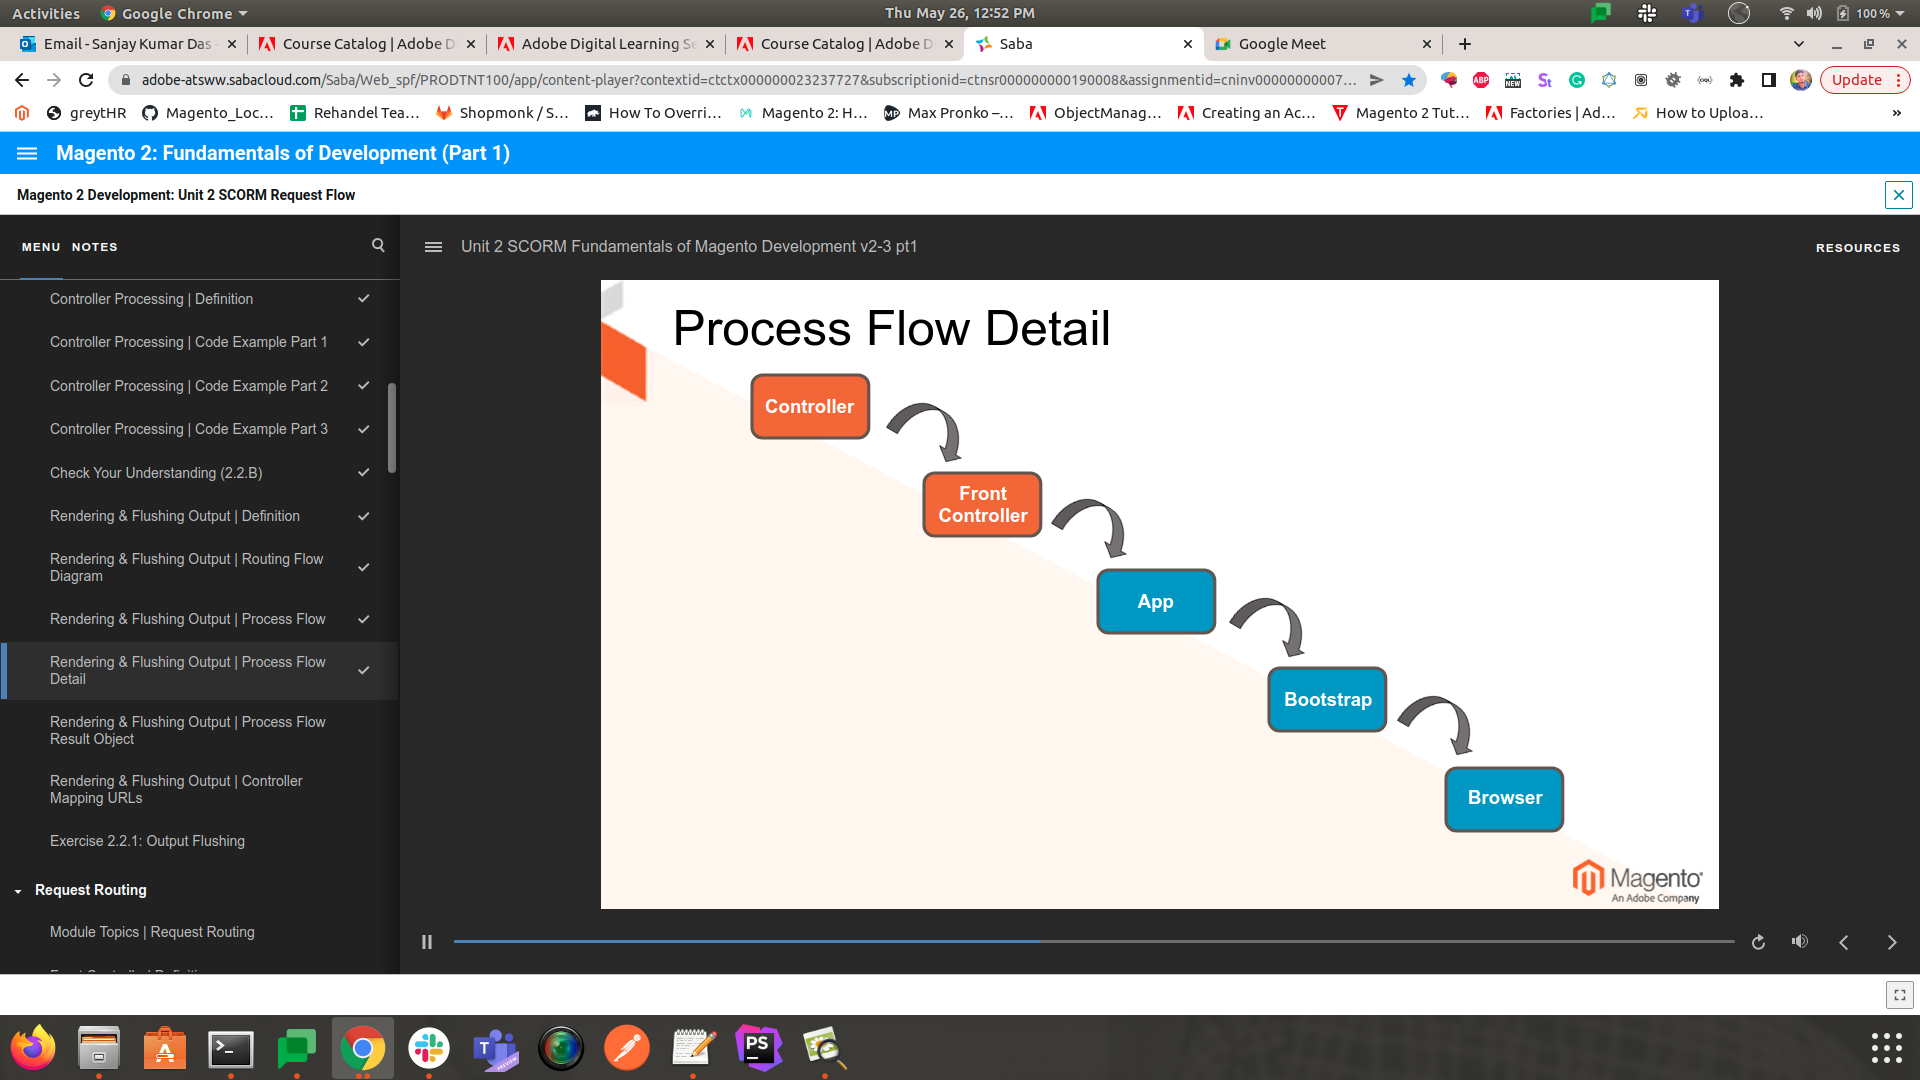 Activities
Google Chrome
Thu May 26, 12:52 PM
100 %
Email - Sanjay Kumar Das -
Course Catalog | Adobe D
Adobe Digital Learning Se
Course Catalog | Adobe D
Saba
Google Meet
adobe-atsww.sabacloud.com/Saba/Web_spf/PRODTNT100/app/content-player?contextid=ctctx000000023237727&subscriptionid=ctnsr000000000190008&assignmentid=cninv00000000007...
ABP
NEW
Update
greytHR
Magento_Loc...
Rehandel Tea...
Shopmonk / S...
How To Overri...
Magento 2: H...
Max Pronko –...
ObjectManag...
Creating an Ac...
Magento 2 Tut...
Factories | Ad...
How to Uploa...
»
Magento 2: Fundamentals of Development (Part 1)
Magento 2 Development: Unit 2 SCORM Request Flow
MENU
NOTES
Unit 2 SCORM Fundamentals of Magento Development v2-3 pt1
RESOURCES
Controller Processing | Definition
Controller Processing | Code Example Part 1
Controller Processing | Code Example Part 2
Controller Processing | Code Example Part 3
Check Your Understanding (2.2.B)
Rendering & Flushing Output | Definition
Rendering & Flushing Output | Routing Flow
Diagram
Rendering & Flushing Output | Process Flow
Rendering & Flushing Output | Process Flow
Detail
Rendering & Flushing Output | Process Flow
Result Object
Rendering & Flushing Output | Controller
Mapping URLs
Exercise 2.2.1: Output Flushing
Request Routing
Module Topics | Request Routing
Process Flow Detail
Controller
Front
Controller
App
Bootstrap
Browser
Magento
An Adobe Company
PS